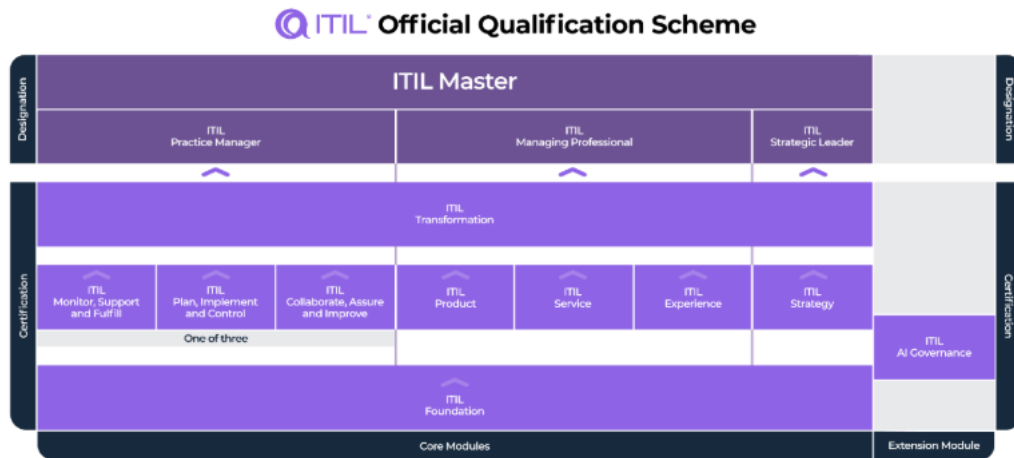 ITIL® Official Qualification Scheme
Designation
ITIL Master
Designation
ITIL
Practice Manager
ITIL
Managing Professional
ITIL
Strategic Leader
Certification
ITIL
Transformation
Certification
ITIL
Monitor, Support
and Fulfill
ITIL
Plan, Implement
and Control
ITIL
Collaborate, Assure
and Improve
ITIL
Product
ITIL
Service
ITIL
Experience
ITIL
Strategy
One of three
ITIL
AI Governance
ITIL
Foundation
Core Modules
Extension Module